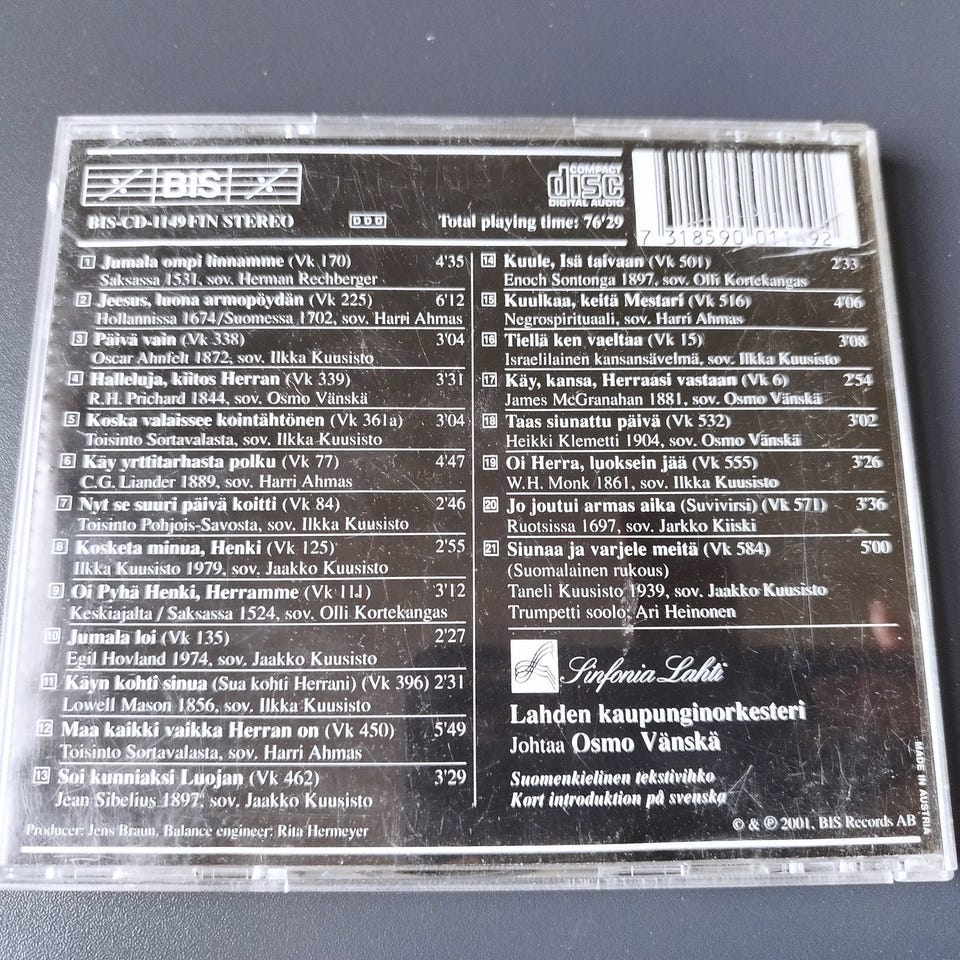 BIS
BIS-CD-1149 FIN STEREO
DDD
COMPACT
disc
DIGITAL AUDIO
Total playing time: 76'29
7 318590 011492
1 Jumala ompi linnamme (Vk 170) 4'35
Saksassa 1531, sov. Herman Rechberger
2 Jeesus, luona armopöydän (Vk 225) 6'12
Hollannissa 1674/Suomessa 1702, sov. Harri Ahmas
3 Päivä vain (Vk 338) 3'04
Oscar Ahnfelt 1872, sov. Ilkka Kuusisto
4 Halleluja, kiitos Herran (Vk 339) 3'31
R.H. Prichard 1844, sov. Osmo Vänskä
5 Koska valaissee kointähtönen (Vk 361a) 3'04
Toisinto Sortavalasta, sov. Ilkka Kuusisto
6 Käy yrttitarhasta polku (Vk 77) 4'47
C.G. Liander 1889, sov. Harri Ahmas
7 Nyt se suuri päivä koitti (Vk 84) 2'46
Toisinto Pohjois-Savosta, sov. Ilkka Kuusisto
8 Kosketa minua, Henki (Vk 125) 2'55
Ilkka Kuusisto 1979, sov. Jaakko Kuusisto
9 Oi Pyhä Henki, Herramme (Vk 111) 3'12
Keskiajalta / Saksassa 1524, sov. Olli Kortekangas
10 Jumala loi (Vk 135) 2'27
Egil Hovland 1974, sov. Jaakko Kuusisto
11 Käyn kohti sinua (Sua kohti Herrani) (Vk 396) 2'31
Lowell Mason 1856, sov. Ilkka Kuusisto
12 Maa kaikki vaikka Herran on (Vk 450) 5'49
Toisinto Sortavalasta, sov. Harri Ahmas
13 Soi kunniaksi Luojan (Vk 462) 3'29
Jean Sibelius 1897, sov. Jaakko Kuusisto
14 Kuule, Isä taivaan (Vk 501) 2'33
Enoch Sontonga 1897, sov. Olli Kortekangas
15 Kuulkaa, keitä Mestari (Vk 516) 4'06
Negrospirituaali, sov. Harri Ahmas
16 Tiellä ken vaeltaa (Vk 15) 3'08
Israelilainen kansansävelmä, sov. Ilkka Kuusisto
17 Käy, kansa, Herraasi vastaan (Vk 6) 2'54
James McGranahan 1881, sov. Osmo Vänskä
18 Taas siunattu päivä (Vk 532) 3'02
Heikki Klemetti 1904, sov. Osmo Vänskä
19 Oi Herra, luoksein jää (Vk 555) 3'26
W.H. Monk 1861, sov. Ilkka Kuusisto
20 Jo joutui armas aika (Suvivirsi) (Vk 571) 3'36
Ruotsissa 1697, sov. Jarkko Kiiski
21 Siunaa ja varjele meitä (Vk 584) 5'00
(Suomalainen rukous)
Taneli Kuusisto 1939, sov. Jaakko Kuusisto
Trumpetti soolo: Ari Heinonen
Sinfonia Lahti
Lahden kaupunginorkesteri
Johtaa Osmo Vänskä
Suomenkielinen tekstivihko
Kort introduktion på svenska
Producer: Jens Braun, Balance engineer: Rita Hermeyer
© & ℗ 2001, BIS Records AB
MADE IN AUSTRIA